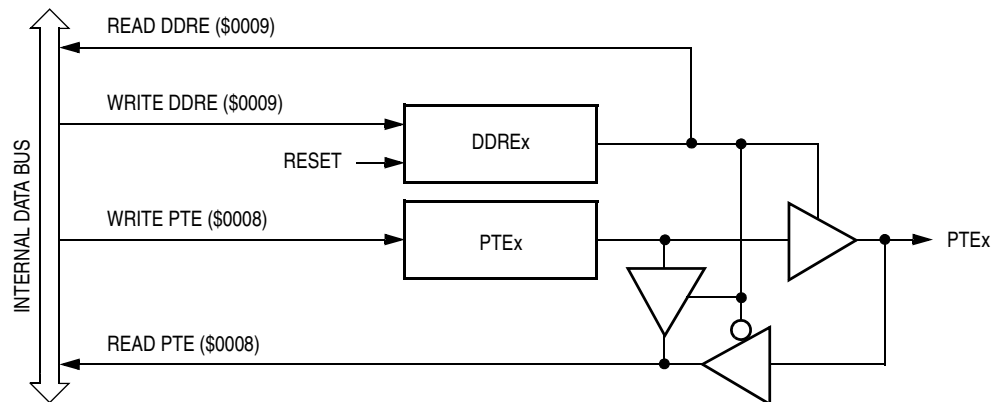 READ DDRE ($0009)
WRITE DDRE ($0009)
DDREx
RESET
INTERNAL DATA BUS
WRITE PTE ($0008)
PTEx
PTEx
READ PTE ($0008)